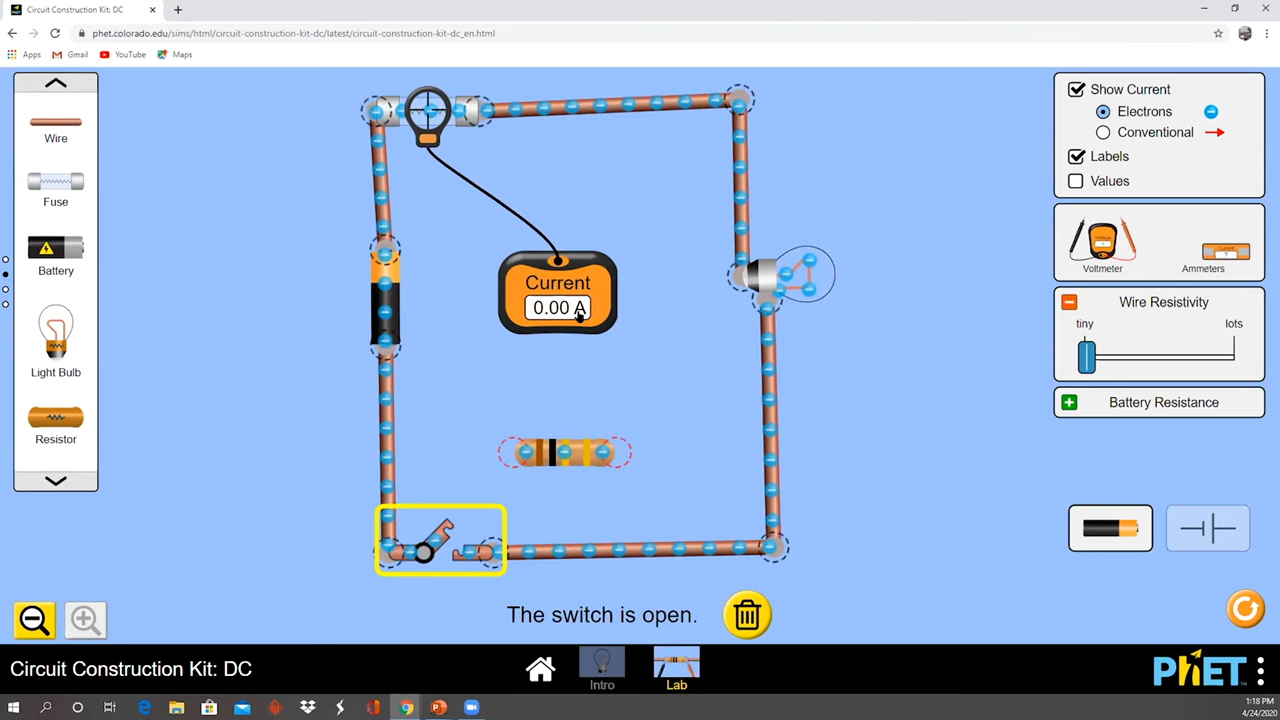 Circuit Construction Kit: DC
phet.colorado.edu/sims/html/circuit-construction-kit-dc/latest/circuit-construction-kit-dc_en.html
Apps
Gmail
YouTube
Maps
Wire
Fuse
Battery
Light Bulb
Resistor
Current
0.00 A
Show Current
Electrons
Conventional
Labels
Values
Voltmeter
Ammeters
Wire Resistivity
tiny
lots
Battery Resistance
The switch is open.
Circuit Construction Kit: DC
Intro
Lab
PhET
1:18 PM
4/24/2020